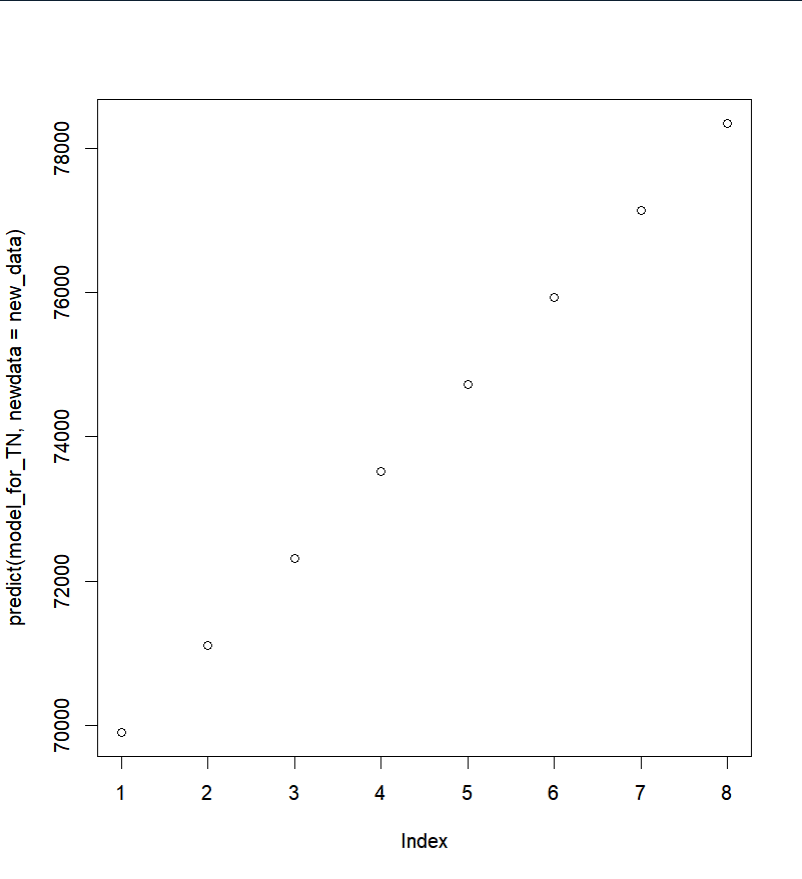 predict(model_for_TN, newdata = new_data)
78000
76000
74000
72000
70000
1 2 3 4 5 6 7 8
Index